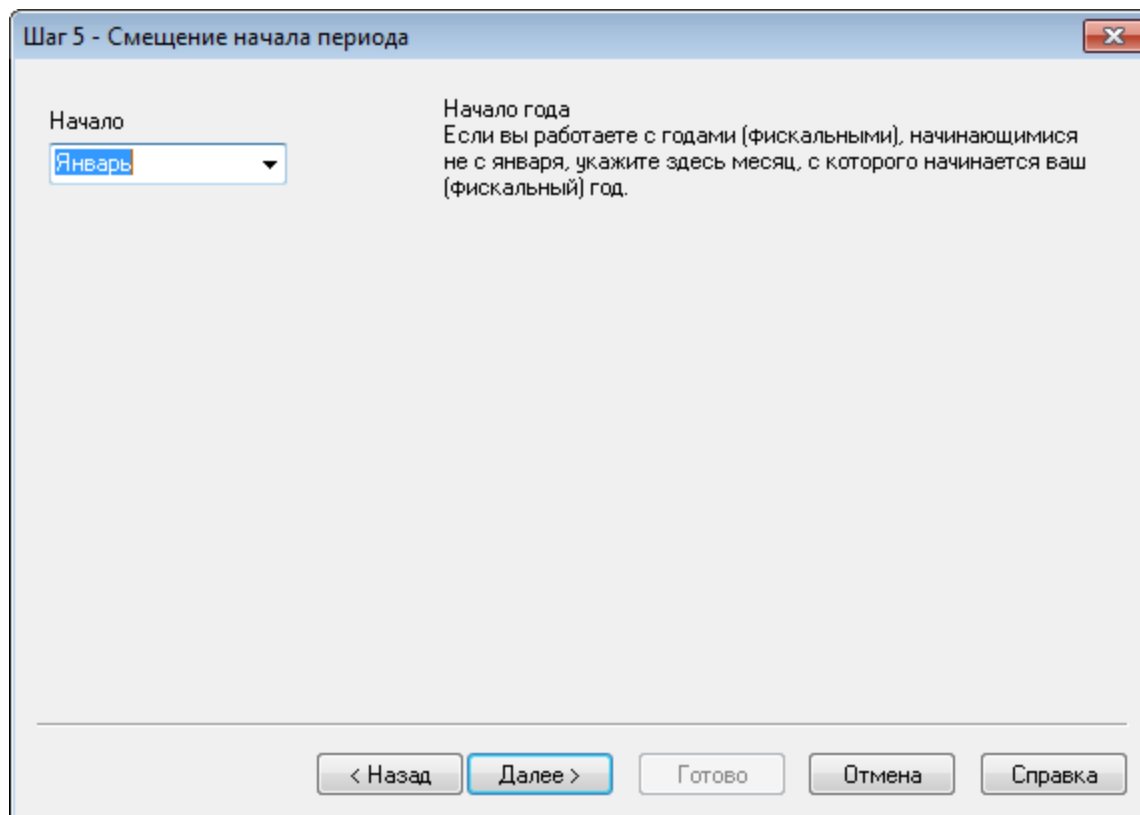 Шаг 5 - Смещение начала периода
Начало
Январь
Начало года
Если вы работаете с годами (фискальными), начинающимися
не с января, укажите здесь месяц, с которого начинается ваш
(фискальный) год.
< Назад
Далее >
Готово
Отмена
Справка